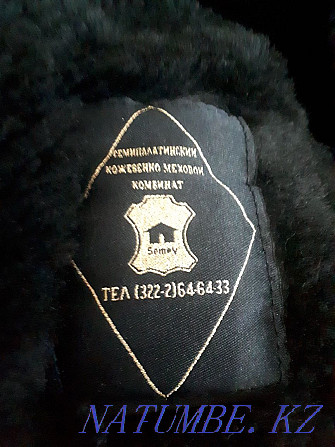 СЕМИПАЛАТИНСКИЙ
КОЖЕВЕННО МЕХОВОЙ
КОМБИНАТ
Semey
ТЕЛ (322-2)64-64-33
NATUMBE. KZ